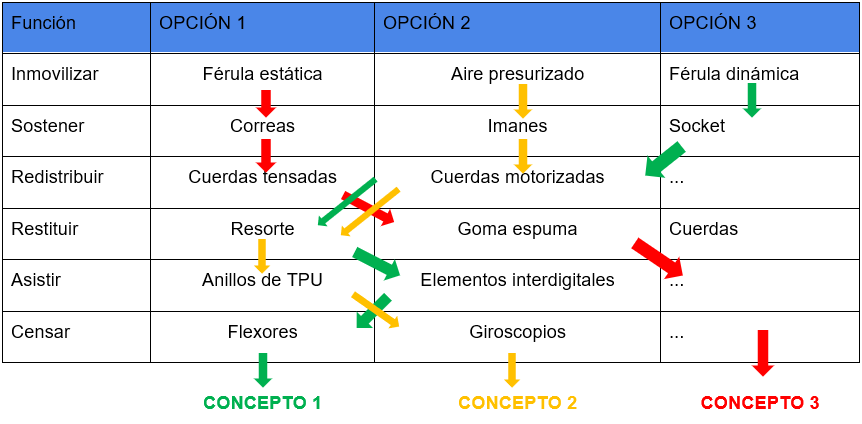 Función OPCIÓN 1 OPCIÓN 2 OPCIÓN 3
Inmovilizar Férula estática Aire presurizado Férula dinámica
Sostener Correas Imanes Socket
Redistribuir Cuerdas tensadas Cuerdas motorizadas ...
Restituir Resorte Goma espuma Cuerdas
Asistir Anillos de TPU Elementos interdigitales ...
Censar Flexores Giroscopios ...
CONCEPTO 1 CONCEPTO 2 CONCEPTO 3